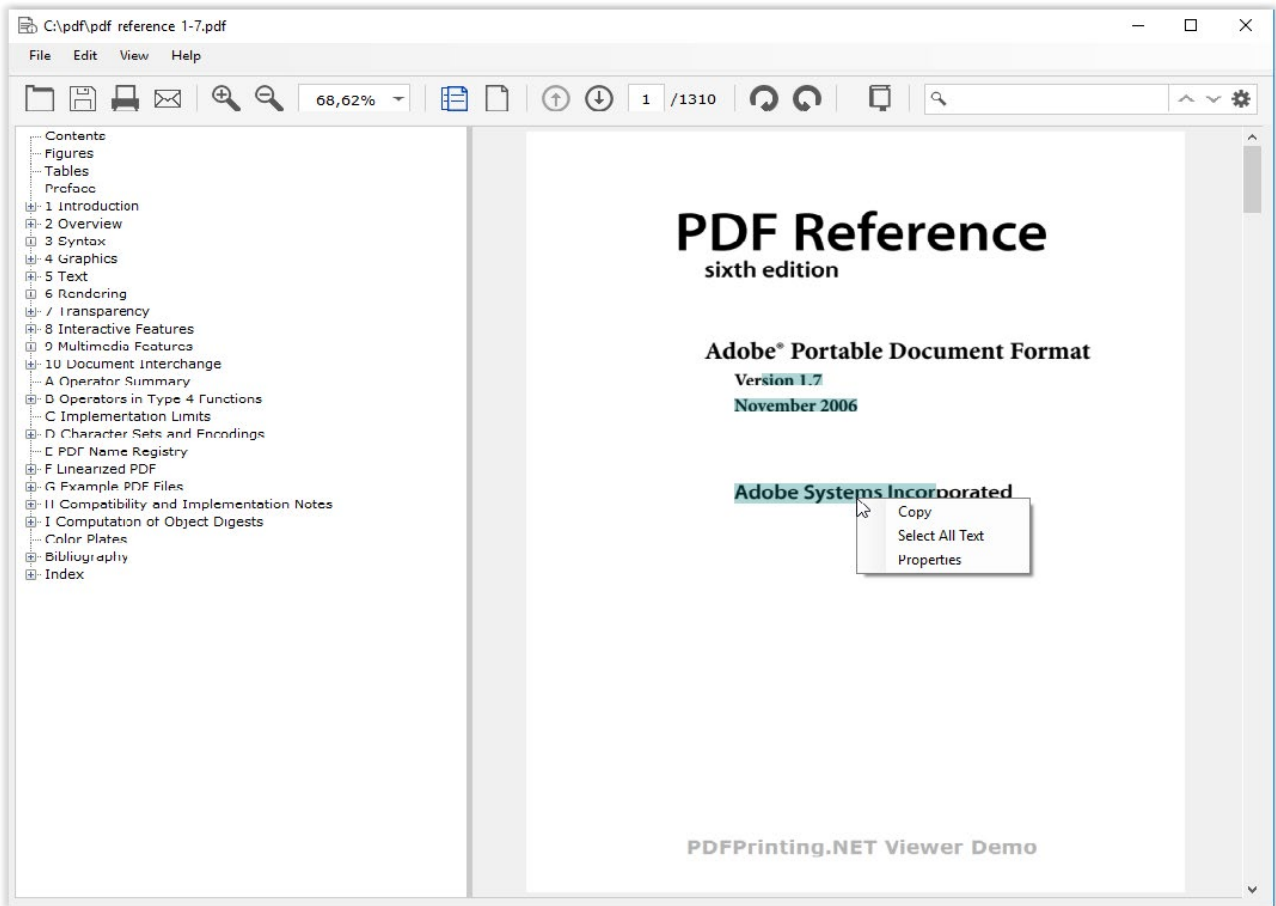 C:\pdf\pdf reference 1-7.pdf
File Edit View Help
68,62% 1 /1310
Contents
Figures
Tables
Preface
1 Introduction
2 Overview
3 Syntax
4 Graphics
5 Text
6 Rendering
7 Transparency
8 Interactive Features
9 Multimedia Features
10 Document Interchange
A Operator Summary
B Operators in Type 4 Functions
C Implementation Limits
D Character Sets and Encodings
E PDF Name Registry
F Linearized PDF
G Example PDF Files
H Compatibility and Implementation Notes
I Computation of Object Digests
Color Plates
Bibliography
Index
PDF Reference
sixth edition
Adobe® Portable Document Format
Version 1.7
November 2006
Adobe Systems Incorporated
Copy
Select All Text
Properties
PDFPrinting.NET Viewer Demo